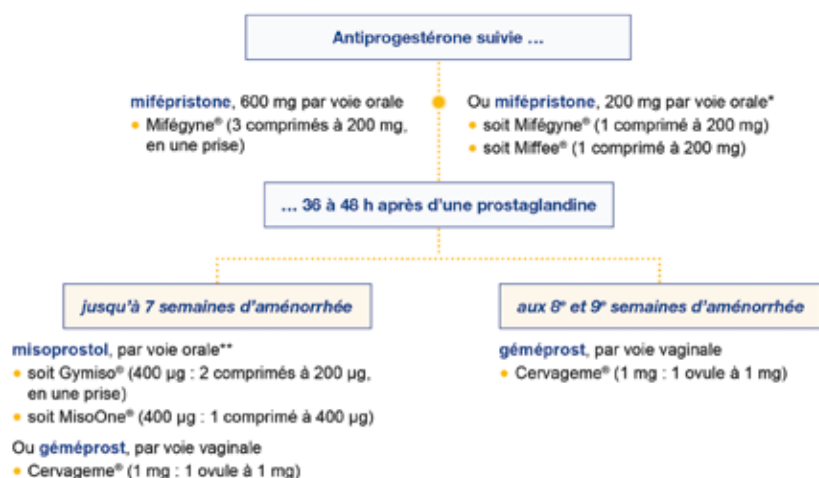 Antiprogestérone suivie ...
mifépristone, 600 mg par voie orale
• Mifégyne® (3 comprimés à 200 mg,
en une prise)
Ou mifépristone, 200 mg par voie orale*
• soit Mifégyne® (1 comprimé à 200 mg)
• soit Miffee® (1 comprimé à 200 mg)
... 36 à 48 h après d'une prostaglandine
jusqu'à 7 semaines d'aménorrhée
misoprostol, par voie orale**
• soit Gymiso® (400 µg : 2 comprimés à 200 µg,
en une prise)
• soit MisoOne® (400 µg : 1 comprimé à 400 µg)
Ou géméprost, par voie vaginale
• Cervageme® (1 mg : 1 ovule à 1 mg)
aux 8e et 9e semaines d'aménorrhée
géméprost, par voie vaginale
• Cervageme® (1 mg : 1 ovule à 1 mg)